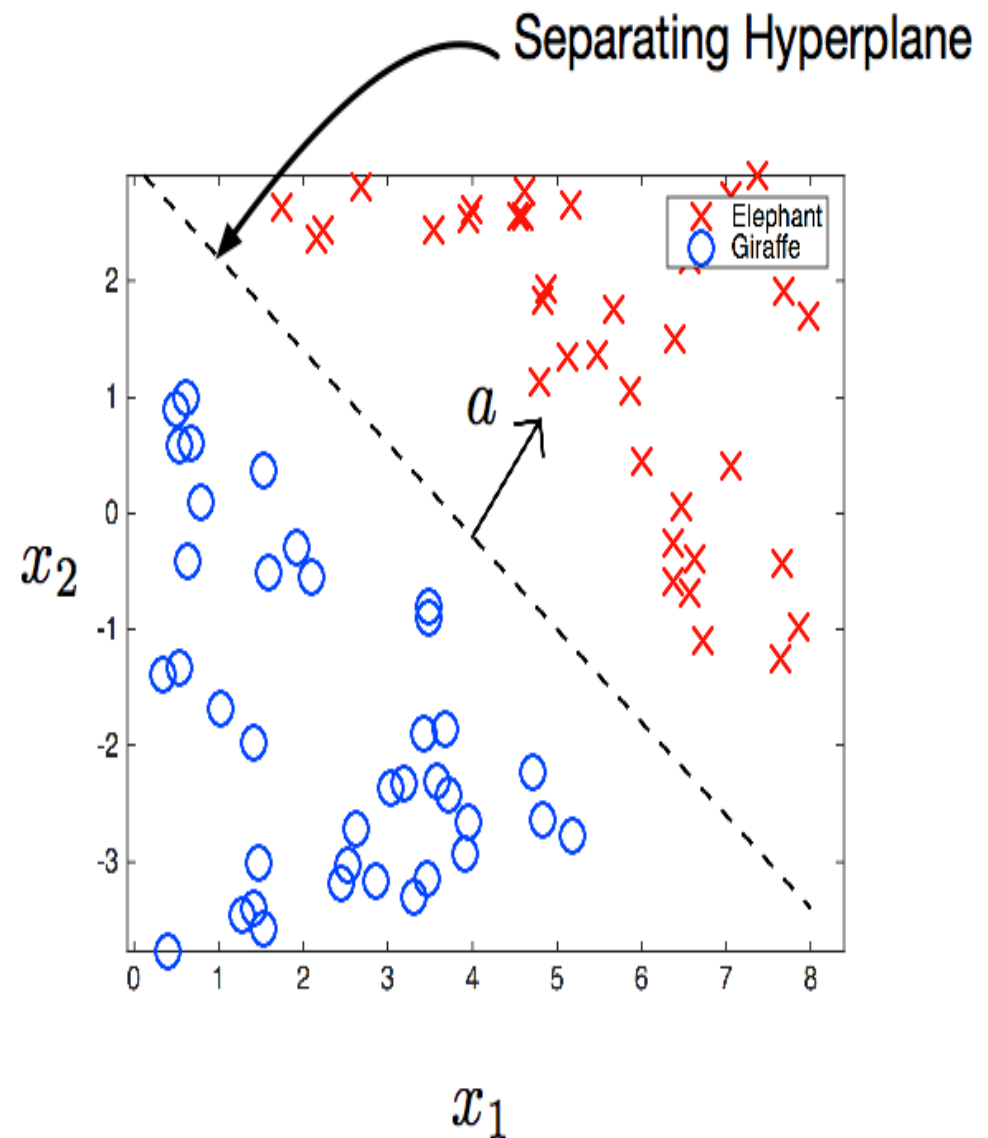 Separating Hyperplane
Elephant
Giraffe
2
1
a
0
x₂
-1
-2
-3
0 1 2 3 4 5 6 7 8
x₁